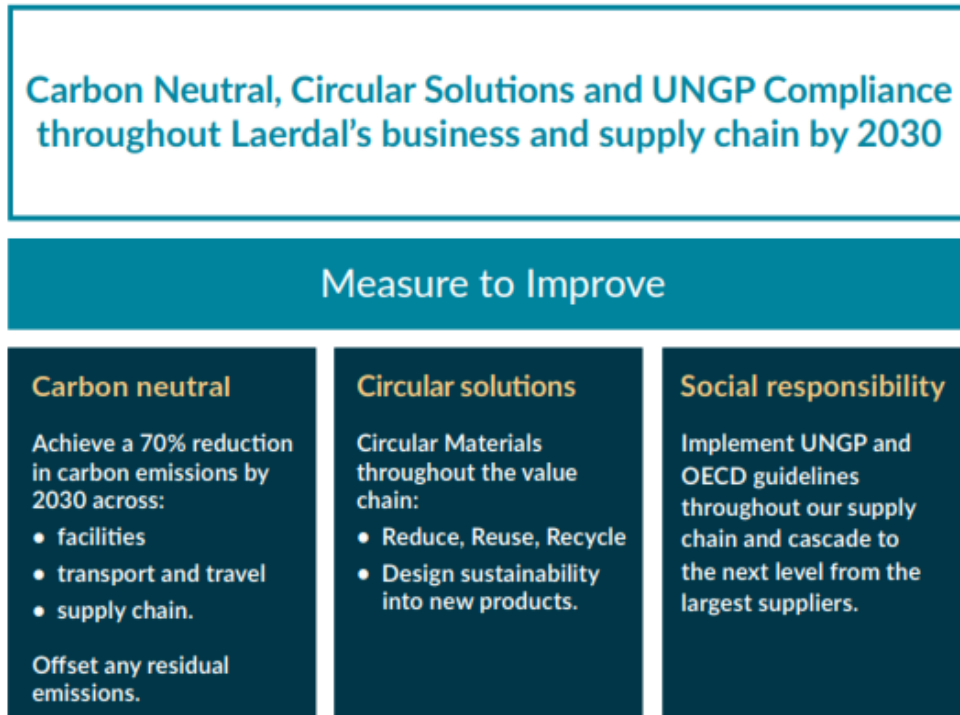 Carbon Neutral, Circular Solutions and UNGP Compliance
throughout Laerdal's business and supply chain by 2030
Measure to Improve
Carbon neutral
Achieve a 70% reduction
in carbon emissions by
2030 across:
• facilities
• transport and travel
• supply chain.
Offset any residual
emissions.
Circular solutions
Circular Materials
throughout the value
chain:
• Reduce, Reuse, Recycle
• Design sustainability
into new products.
Social responsibility
Implement UNGP and
OECD guidelines
throughout our supply
chain and cascade to
the next level from the
largest suppliers.